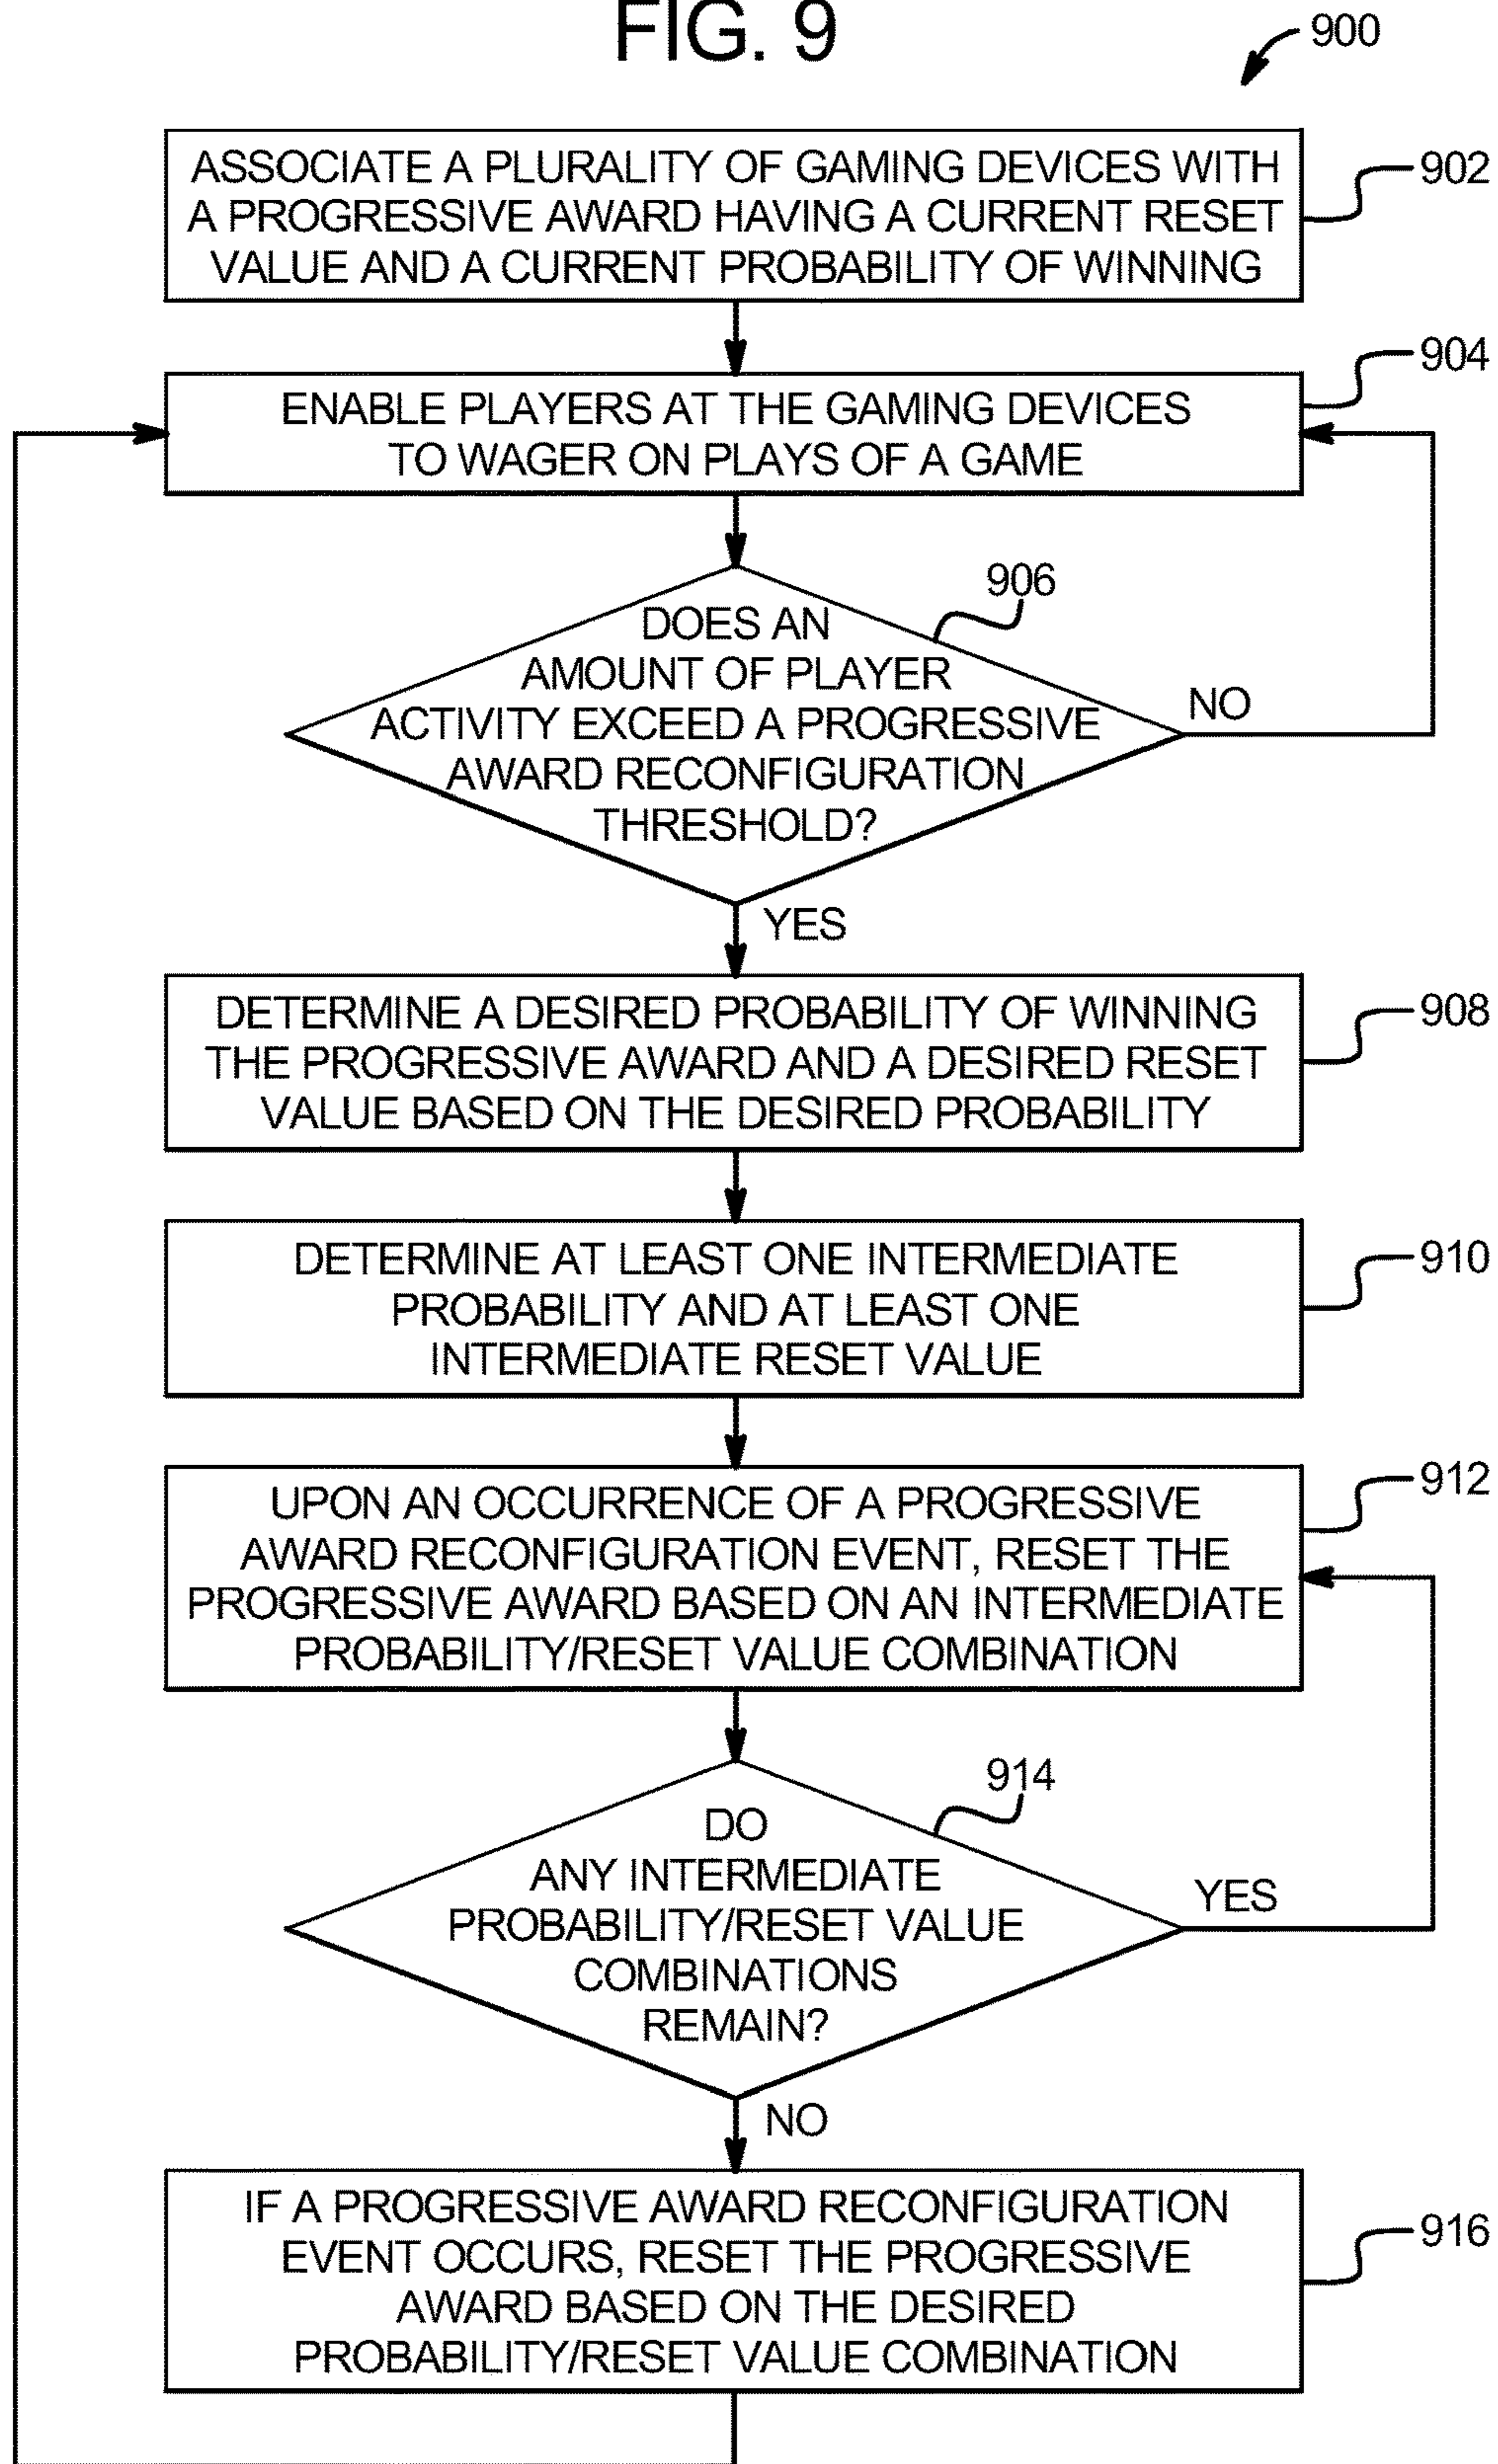 FIG. 9
900
ASSOCIATE A PLURALITY OF GAMING DEVICES WITH
A PROGRESSIVE AWARD HAVING A CURRENT RESET
VALUE AND A CURRENT PROBABILITY OF WINNING
902
ENABLE PLAYERS AT THE GAMING DEVICES
TO WAGER ON PLAYS OF A GAME
904
DOES AN
AMOUNT OF PLAYER
ACTIVITY EXCEED A PROGRESSIVE
AWARD RECONFIGURATION
THRESHOLD?
906
NO
YES
DETERMINE A DESIRED PROBABILITY OF WINNING
THE PROGRESSIVE AWARD AND A DESIRED RESET
VALUE BASED ON THE DESIRED PROBABILITY
908
DETERMINE AT LEAST ONE INTERMEDIATE
PROBABILITY AND AT LEAST ONE
INTERMEDIATE RESET VALUE
910
UPON AN OCCURRENCE OF A PROGRESSIVE
AWARD RECONFIGURATION EVENT, RESET THE
PROGRESSIVE AWARD BASED ON AN INTERMEDIATE
PROBABILITY/RESET VALUE COMBINATION
912
DO
ANY INTERMEDIATE
PROBABILITY/RESET VALUE
COMBINATIONS
REMAIN?
914
YES
NO
IF A PROGRESSIVE AWARD RECONFIGURATION
EVENT OCCURS, RESET THE PROGRESSIVE
AWARD BASED ON THE DESIRED
PROBABILITY/RESET VALUE COMBINATION
916